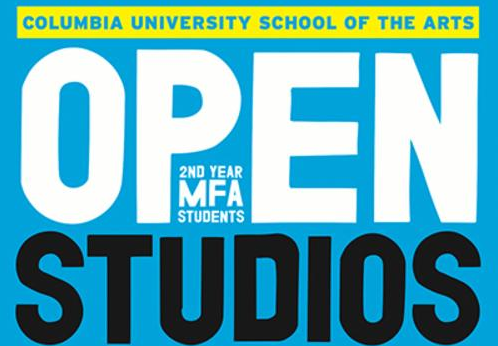 COLUMBIA UNIVERSITY SCHOOL OF THE ARTS
OPEN
2ND YEAR
MFA
STUDENTS
STUDIOS